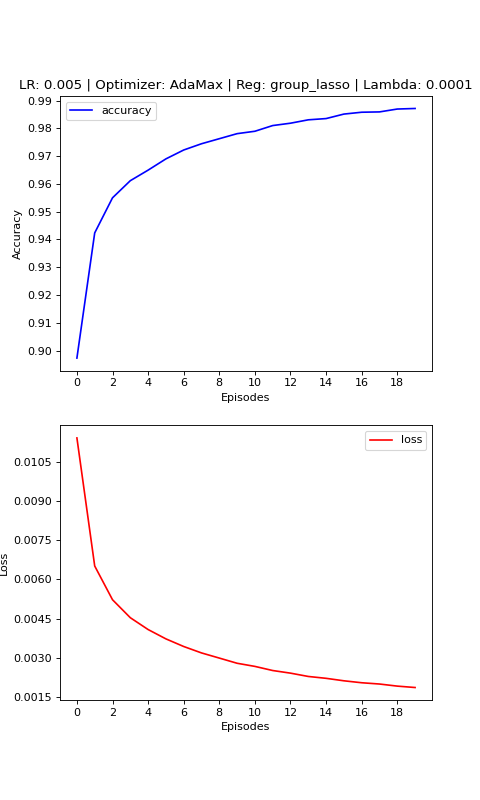 LR: 0.005 | Optimizer: AdaMax | Reg: group_lasso | Lambda: 0.0001
accuracy
0.99
0.98
0.97
0.96
0.95
0.94
0.93
0.92
0.91
0.90
Accuracy
0 2 4 6 8 10 12 14 16 18
Episodes
loss
0.0105
0.0090
0.0075
0.0060
0.0045
0.0030
0.0015
Loss
0 2 4 6 8 10 12 14 16 18
Episodes